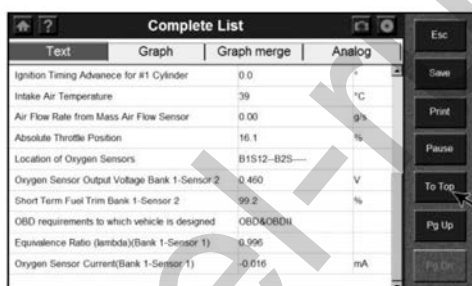 ? Complete List
Esc
Text Graph Graph merge Analog
Ignition Timing Advanece for #1 Cylinder 0.0 °
Save
Intake Air Temperature 39 °C
Air Flow Rate from Mass Air Flow Sensor 0.00 g/s
Print
Absolute Throttle Position 16.1 %
Pause
Location of Oxygen Sensors B1S12--B2S----
Oxygen Sensor Output Voltage Bank 1-Sensor 2 0.460 V
To Top
Short Term Fuel Trim Bank 1-Sensor 2 99.2 %
OBD requirements to which vehicle is designed OBD&OBDII
Pg Up
Equivalence Ratio (lambda)(Bank 1-Sensor 1) 0.996
Oxygen Sensor Current(Bank 1-Sensor 1) -0.016 mA
Pg Dn